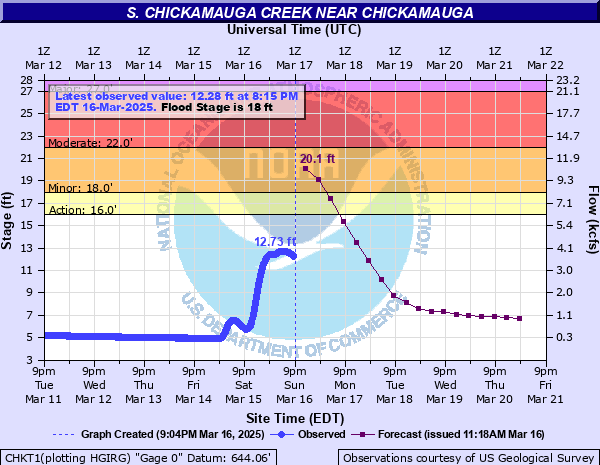 S. CHICKAMAUGA CREEK NEAR CHICKAMAUGA
Universal Time (UTC)
1Z 1Z 1Z 1Z 1Z 1Z 1Z 1Z 1Z 1Z 1Z
Mar 12 Mar 13 Mar 14 Mar 15 Mar 16 Mar 17 Mar 18 Mar 19 Mar 20 Mar 21 Mar 22
Latest observed value: 12.28 ft at 8:15 PM
EDT 16-Mar-2025. Flood Stage is 18 ft
Major: 27.0'
Moderate: 22.0'
Minor: 18.0'
Action: 16.0'
20.1 ft
12.73 ft
NOAA
NATIONAL OCEANIC AND ATMOSPHERIC ADMINISTRATION
U.S. DEPARTMENT OF COMMERCE
Stage (ft)
28
27
25
23
21
19
17
15
13
11
9
7
5
3
Flow (kcfs)
23.2
21.1
17.7
14.7
11.9
9.3
7.1
5.4
4.1
3.0
2.0
1.1
0.3
9pm 9pm 9pm 9pm 9pm 9pm 9pm 9pm 9pm 9pm 9pm
Tue Wed Thu Fri Sat Sun Mon Tue Wed Thu Fri
Mar 11 Mar 12 Mar 13 Mar 14 Mar 15 Mar 16 Mar 17 Mar 18 Mar 19 Mar 20 Mar 21
Site Time (EDT)
Graph Created (9:04PM Mar 16, 2025) Observed Forecast (issued 11:18AM Mar 16)
CHKT1(plotting HGIRG) "Gage 0" Datum: 644.06' Observations courtesy of US Geological Survey